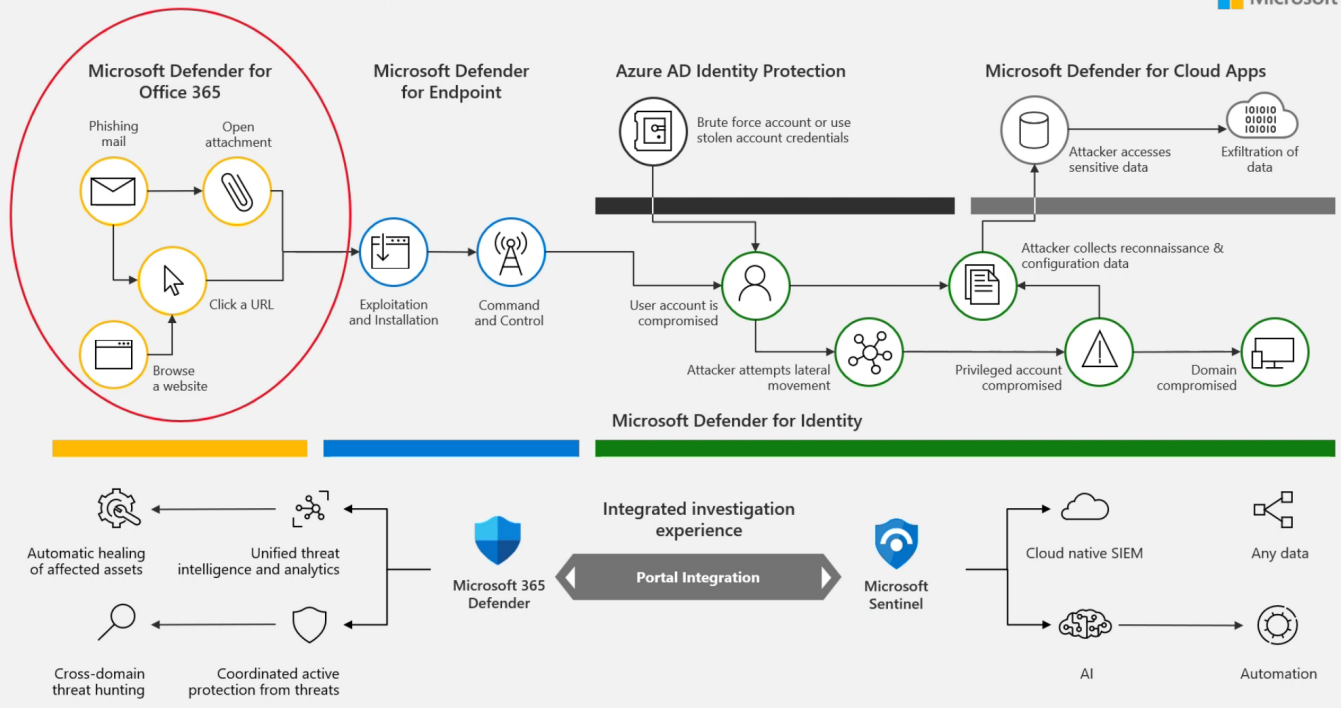 Microsoft
Microsoft Defender for
Office 365
Phishing
mail
Open
attachment
Click a URL
Browse
a website
Microsoft Defender
for Endpoint
Exploitation
and Installation
Command
and Control
Azure AD Identity Protection
Brute force account or use
stolen account credentials
User account is
compromised
Attacker attempts lateral
movement
Microsoft Defender for Cloud Apps
Attacker accesses
sensitive data
IOIOIO
OIOIOI
IOIOIO
Exfiltration of
data
Attacker collects reconnaissance &
configuration data
Privileged account
compromised
Domain
compromised
Microsoft Defender for Identity
Automatic healing
of affected assets
Unified threat
intelligence and analytics
Cross-domain
threat hunting
Coordinated active
protection from threats
Microsoft 365
Defender
Integrated investigation
experience
Portal Integration
Microsoft
Sentinel
Cloud native SIEM
Any data
AI
Automation